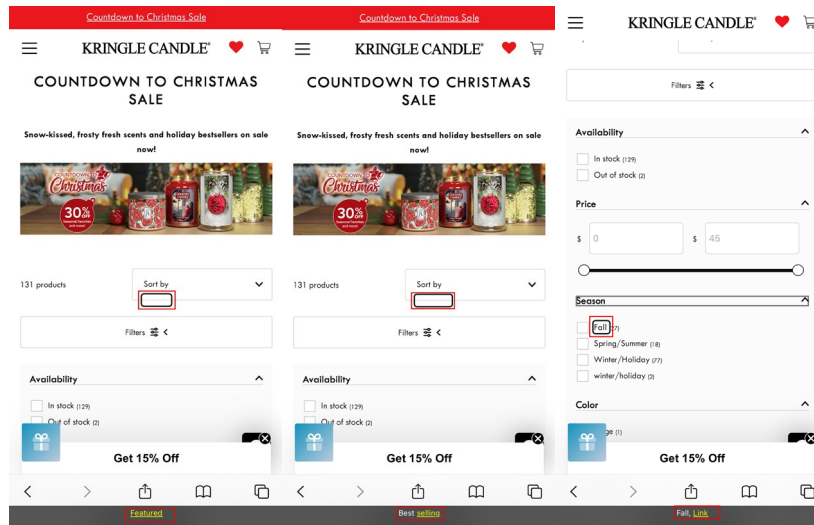 Countdown to Christmas Sale
KRINGLE CANDLE®
COUNTDOWN TO CHRISTMAS
SALE
Snow-kissed, frosty fresh scents and holiday bestsellers on sale
now!
COUNTDOWN TO
Christmas
30% OFF
131 products
Sort by
Filters
Availability
In stock (129)
Out of stock (2)
Get 15% Off
Featured
Countdown to Christmas Sale
KRINGLE CANDLE®
COUNTDOWN TO CHRISTMAS
SALE
Snow-kissed, frosty fresh scents and holiday bestsellers on sale
now!
COUNTDOWN TO
Christmas
30% OFF
131 products
Sort by
Filters
Availability
In stock (129)
Out of stock (2)
Get 15% Off
Best selling
KRINGLE CANDLE®
Filters
Availability
In stock (129)
Out of stock (2)
Price
$ 0 $ 45
Season
Fall
Spring/Summer (18)
Winter/Holiday (77)
winter/holiday (2)
Color
(1)
Get 15% Off
Fall, Link